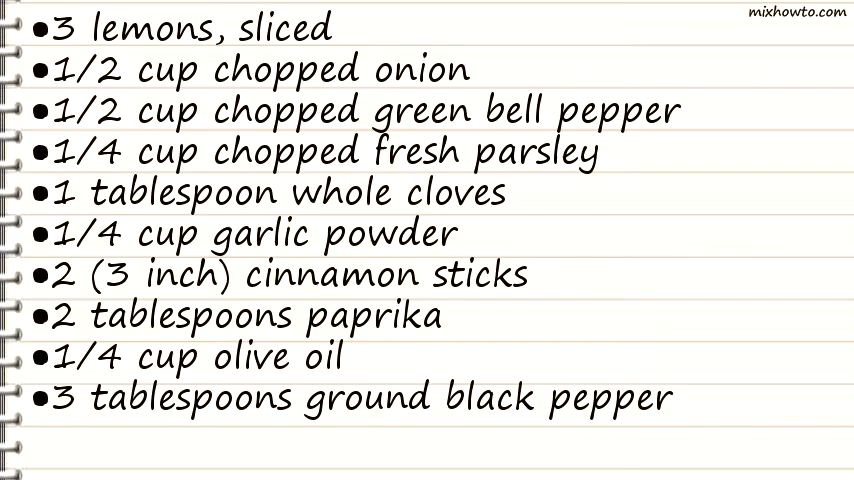 mixhowto.com
•3 lemons, sliced
•1/2 cup chopped onion
•1/2 cup chopped green bell pepper
•1/4 cup chopped fresh parsley
•1 tablespoon whole cloves
•1/4 cup garlic powder
•2 (3 inch) cinnamon sticks
•2 tablespoons paprika
•1/4 cup olive oil
•3 tablespoons ground black pepper